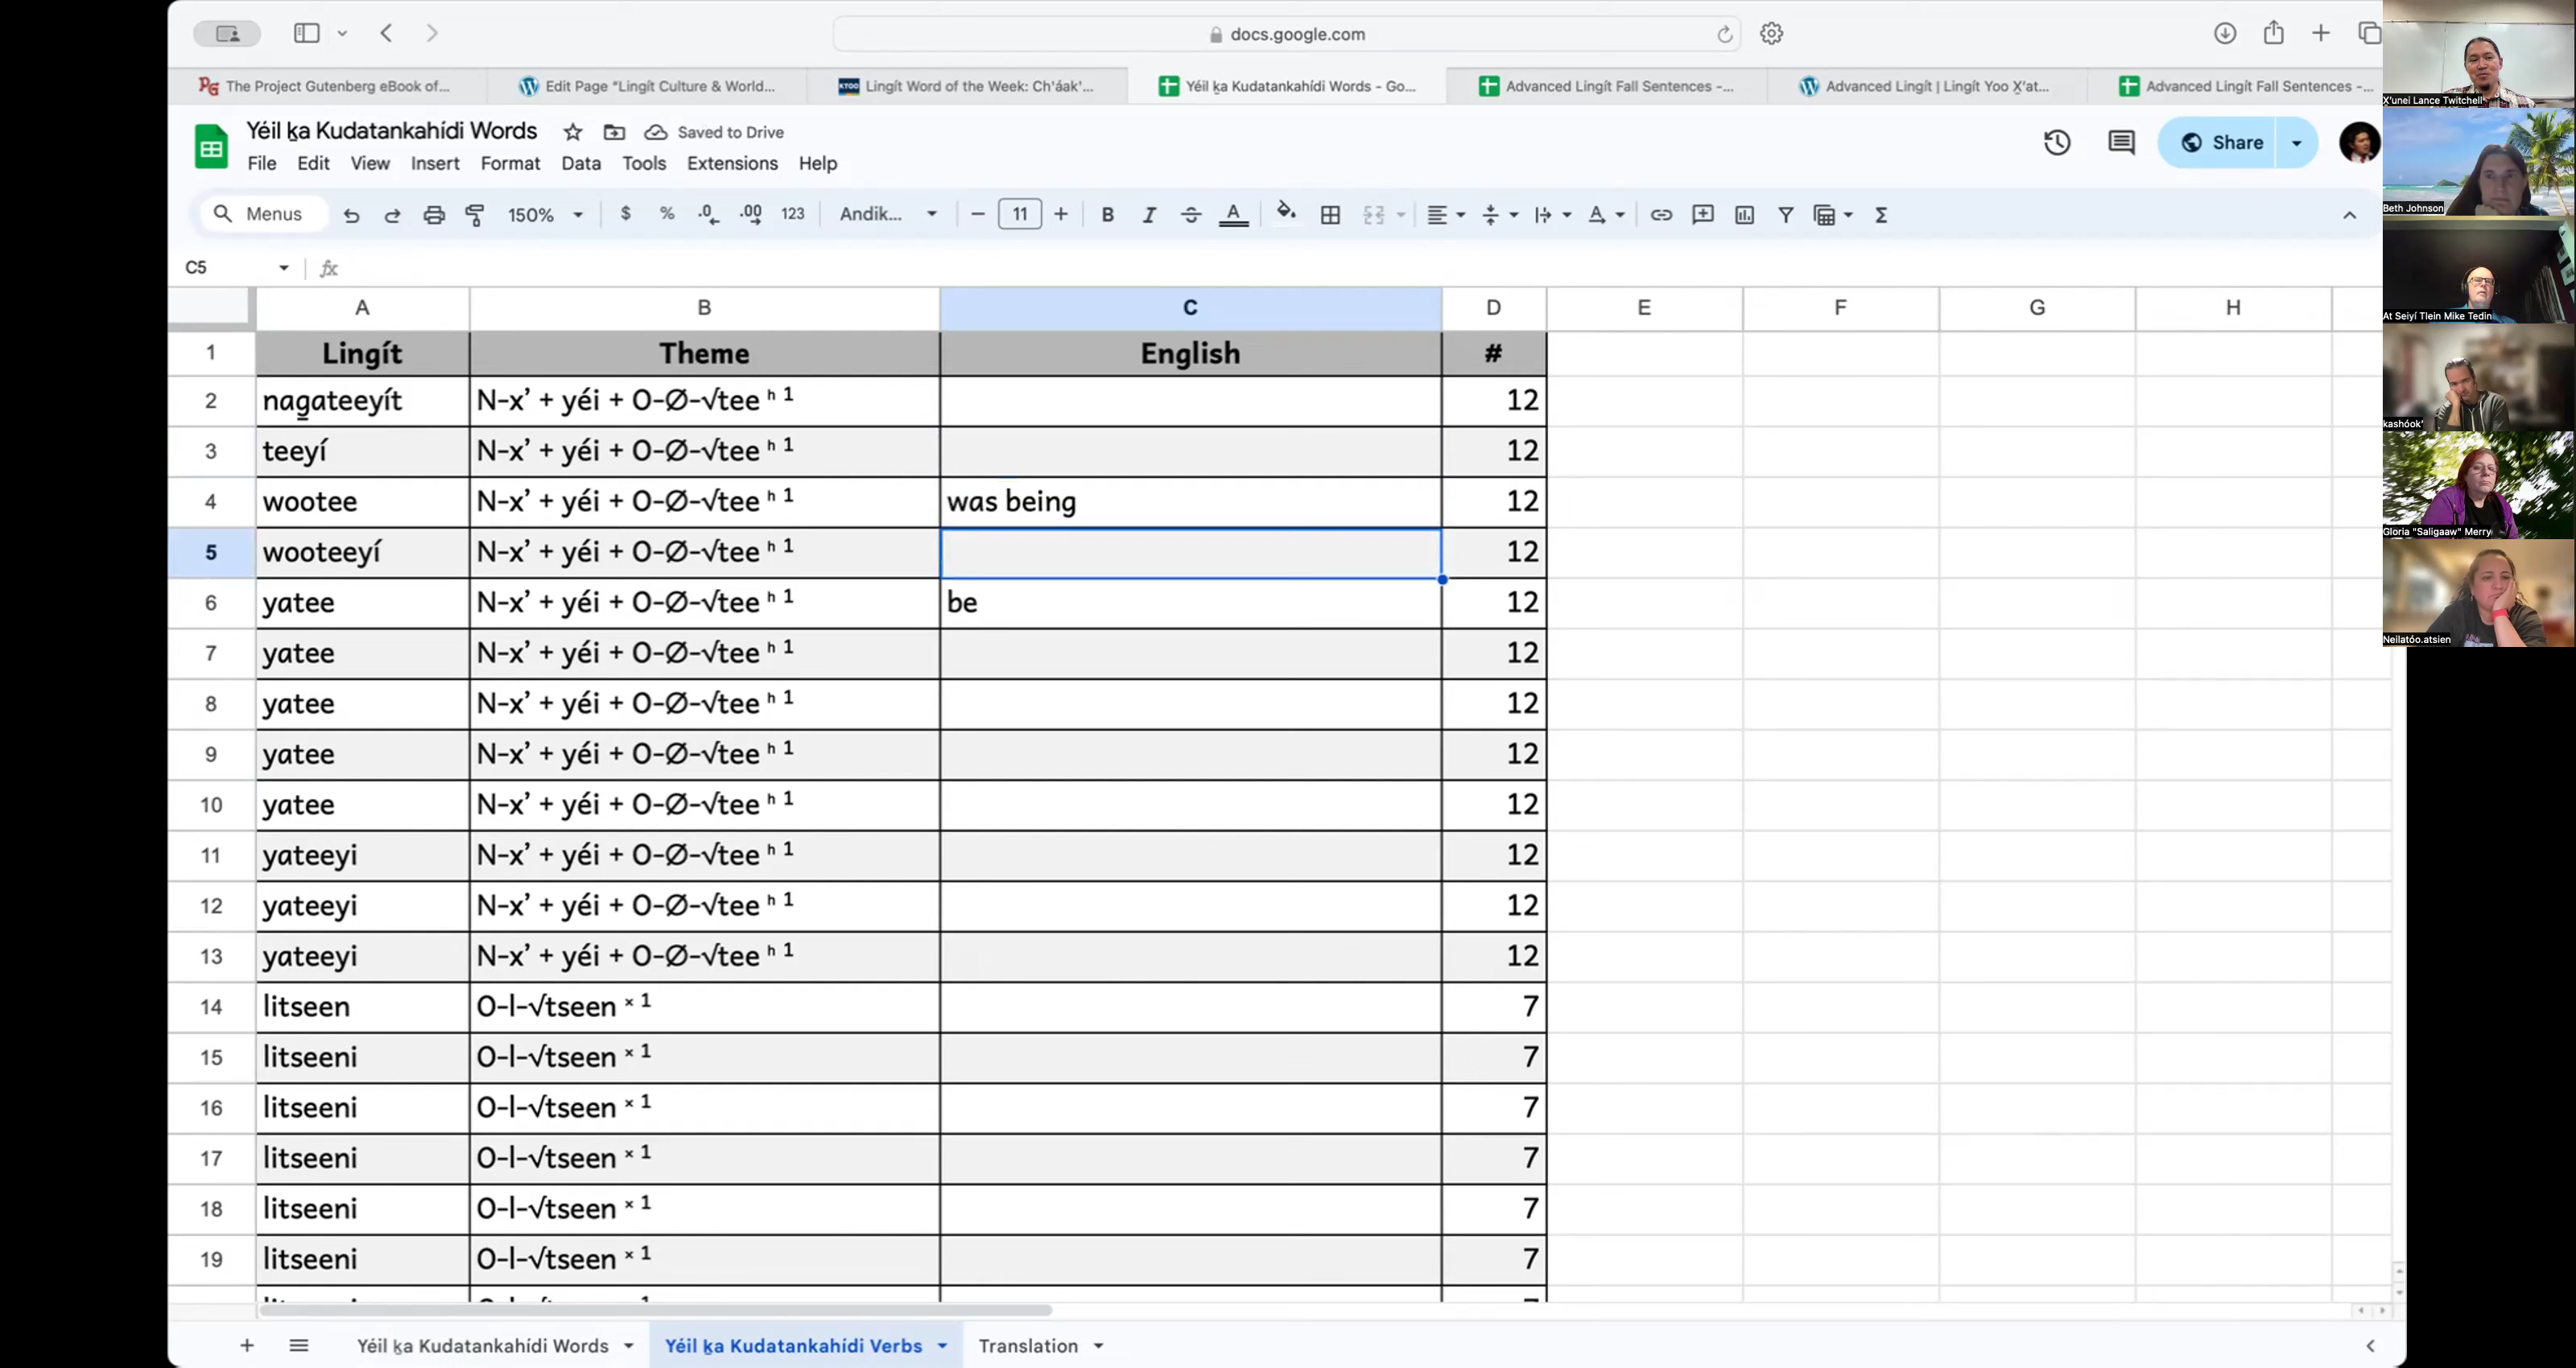 docs.google.com
The Project Gutenberg eBook of...
Edit Page “Lingít Culture & World...
Lingít Word of the Week: Ch'áak'...
Yéil ḵa Kudatankahídi Words - Go...
Advanced Lingít Fall Sentences -...
Advanced Lingít | Lingít Yoo X̱'at...
Advanced Lingít Fall Sentences -...
Yéil ḵa Kudatankahídi Words
Saved to Drive
File Edit View Insert Format Data Tools Extensions Help
Share
Menus 150% $ % .0 .00 123 Andik... 11 B I A Σ
C5 fx
A B C D E F G H
1 Lingít Theme English #
2 nag̱ateeyít N-x’ + yéi + O-Ø-√tee ʰ ¹ 12
3 teeyí N-x’ + yéi + O-Ø-√tee ʰ ¹ 12
4 wootee N-x’ + yéi + O-Ø-√tee ʰ ¹ was being 12
5 wooteeyí N-x’ + yéi + O-Ø-√tee ʰ ¹ 12
6 yatee N-x’ + yéi + O-Ø-√tee ʰ ¹ be 12
7 yatee N-x’ + yéi + O-Ø-√tee ʰ ¹ 12
8 yatee N-x’ + yéi + O-Ø-√tee ʰ ¹ 12
9 yatee N-x’ + yéi + O-Ø-√tee ʰ ¹ 12
10 yatee N-x’ + yéi + O-Ø-√tee ʰ ¹ 12
11 yateeyi N-x’ + yéi + O-Ø-√tee ʰ ¹ 12
12 yateeyi N-x’ + yéi + O-Ø-√tee ʰ ¹ 12
13 yateeyi N-x’ + yéi + O-Ø-√tee ʰ ¹ 12
14 litseen O-l-√tseen ˣ ¹ 7
15 litseeni O-l-√tseen ˣ ¹ 7
16 litseeni O-l-√tseen ˣ ¹ 7
17 litseeni O-l-√tseen ˣ ¹ 7
18 litseeni O-l-√tseen ˣ ¹ 7
19 litseeni O-l-√tseen ˣ ¹ 7
Yéil ḵa Kudatankahídi Words
Yéil ḵa Kudatankahídi Verbs
Translation
X'unei Lance Twitchell
Beth Johnson
At Seiyí Tlein Mike Tedin
kashóok'
Gloria "Saligaaw" Merry
Neilatóo.atsien